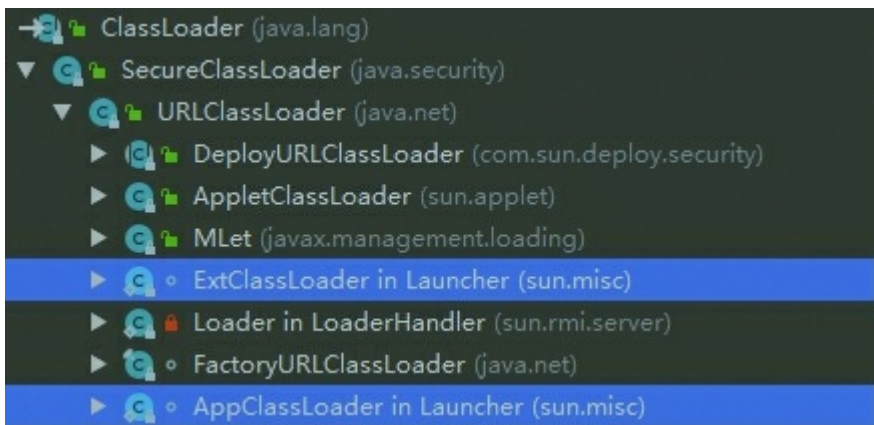 ClassLoader (java.lang)
SecureClassLoader (java.security)
URLClassLoader (java.net)
DeployURLClassLoader (com.sun.deploy.security)
AppletClassLoader (sun.applet)
MLet (javax.management.loading)
ExtClassLoader in Launcher (sun.misc)
Loader in LoaderHandler (sun.rmi.server)
FactoryURLClassLoader (java.net)
AppClassLoader in Launcher (sun.misc)